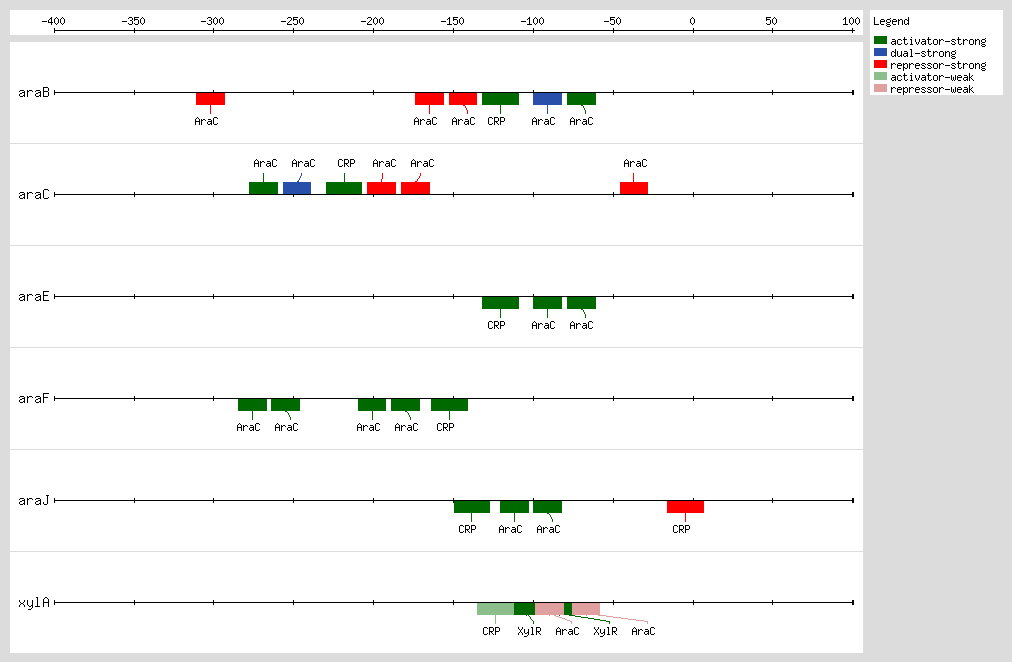 -400 -350 -300 -250 -200 -150 -100 -50 0 50 100
Legend
activator-strong
dual-strong
repressor-strong
activator-weak
repressor-weak
araB
AraC AraC AraC CRP AraC AraC
AraC AraC CRP AraC AraC AraC
araC
araE
CRP AraC AraC
araF
AraC AraC AraC AraC CRP
araJ
CRP AraC AraC CRP
xylA
CRP XylR AraC XylR AraC